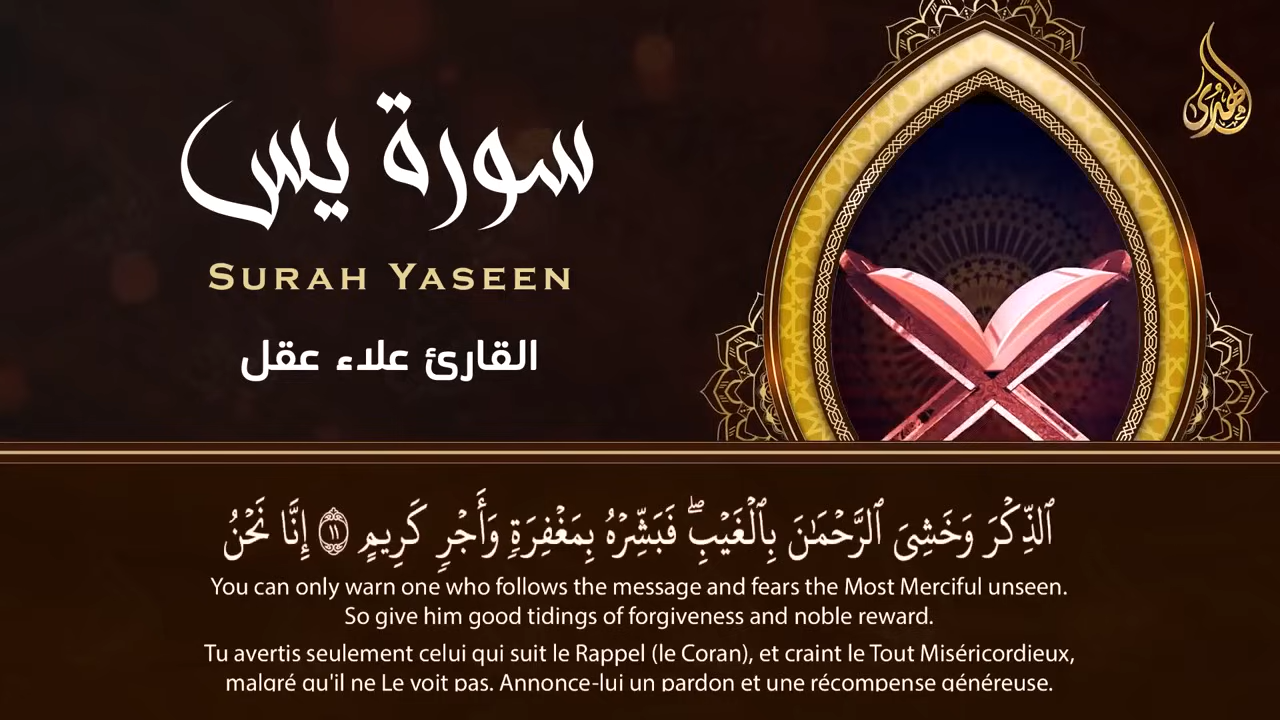 سورة يس
SURAH YASEEN
القارئ علاء عقل
ٱلذِّكْرَ وَخَشِىَ ٱلرَّحْمَـٰنَ بِٱلْغَيْبِ ۖ فَبَشِّرْهُ بِمَغْفِرَةٍ وَأَجْرٍ كَرِيمٍ ١١ إِنَّا نَحْنُ
You can only warn one who follows the message and fears the Most Merciful unseen.
So give him good tidings of forgiveness and noble reward.
Tu avertis seulement celui qui suit le Rappel (le Coran), et craint le Tout Miséricordieux,
malgré qu'il ne Le voit pas. Annonce-lui un pardon et une récompense généreuse.